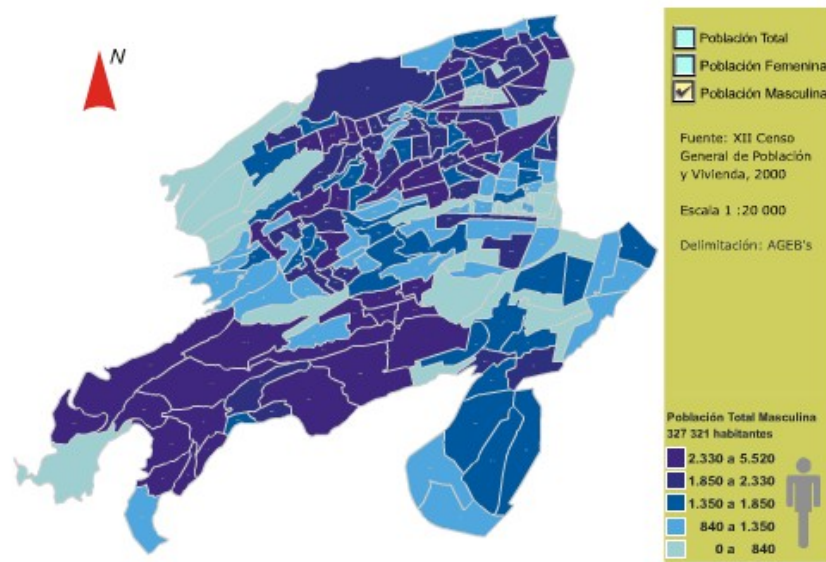 N
Población Total
Población Femenina
Población Masculina
Fuente: XII Censo
General de Población
y Vivienda, 2000
Escala 1 :20 000
Delimitación: AGEB's
Población Total Masculina
327 321 habitantes
2.330 a 5.520
1.850 a 2.330
1.350 a 1.850
840 a 1.350
0 a 840